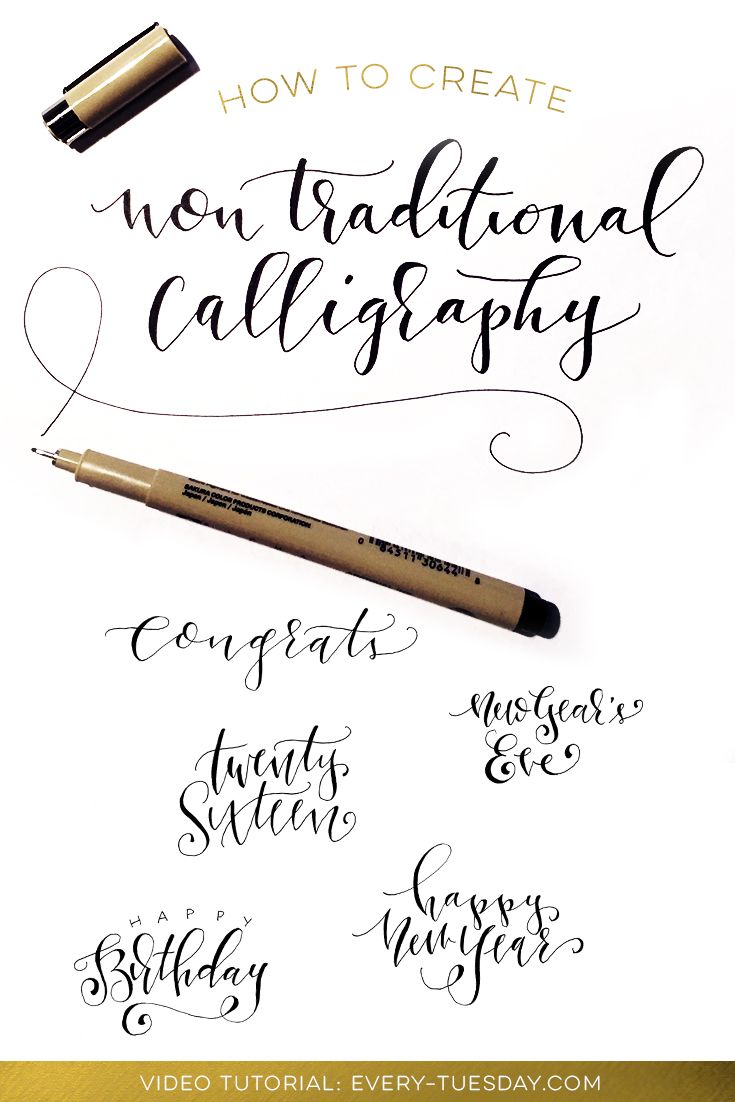 HOW TO CREATE
non traditional
calligraphy
SAKURA COLOR PRODUCTS CORPORATION
Japan / Japon / Japón
0 84511 30644 8
congrats
New Year's
Eve
twenty
Sixteen
happy
New Year
HAPPY
Birthday
VIDEO TUTORIAL: EVERY-TUESDAY.COM